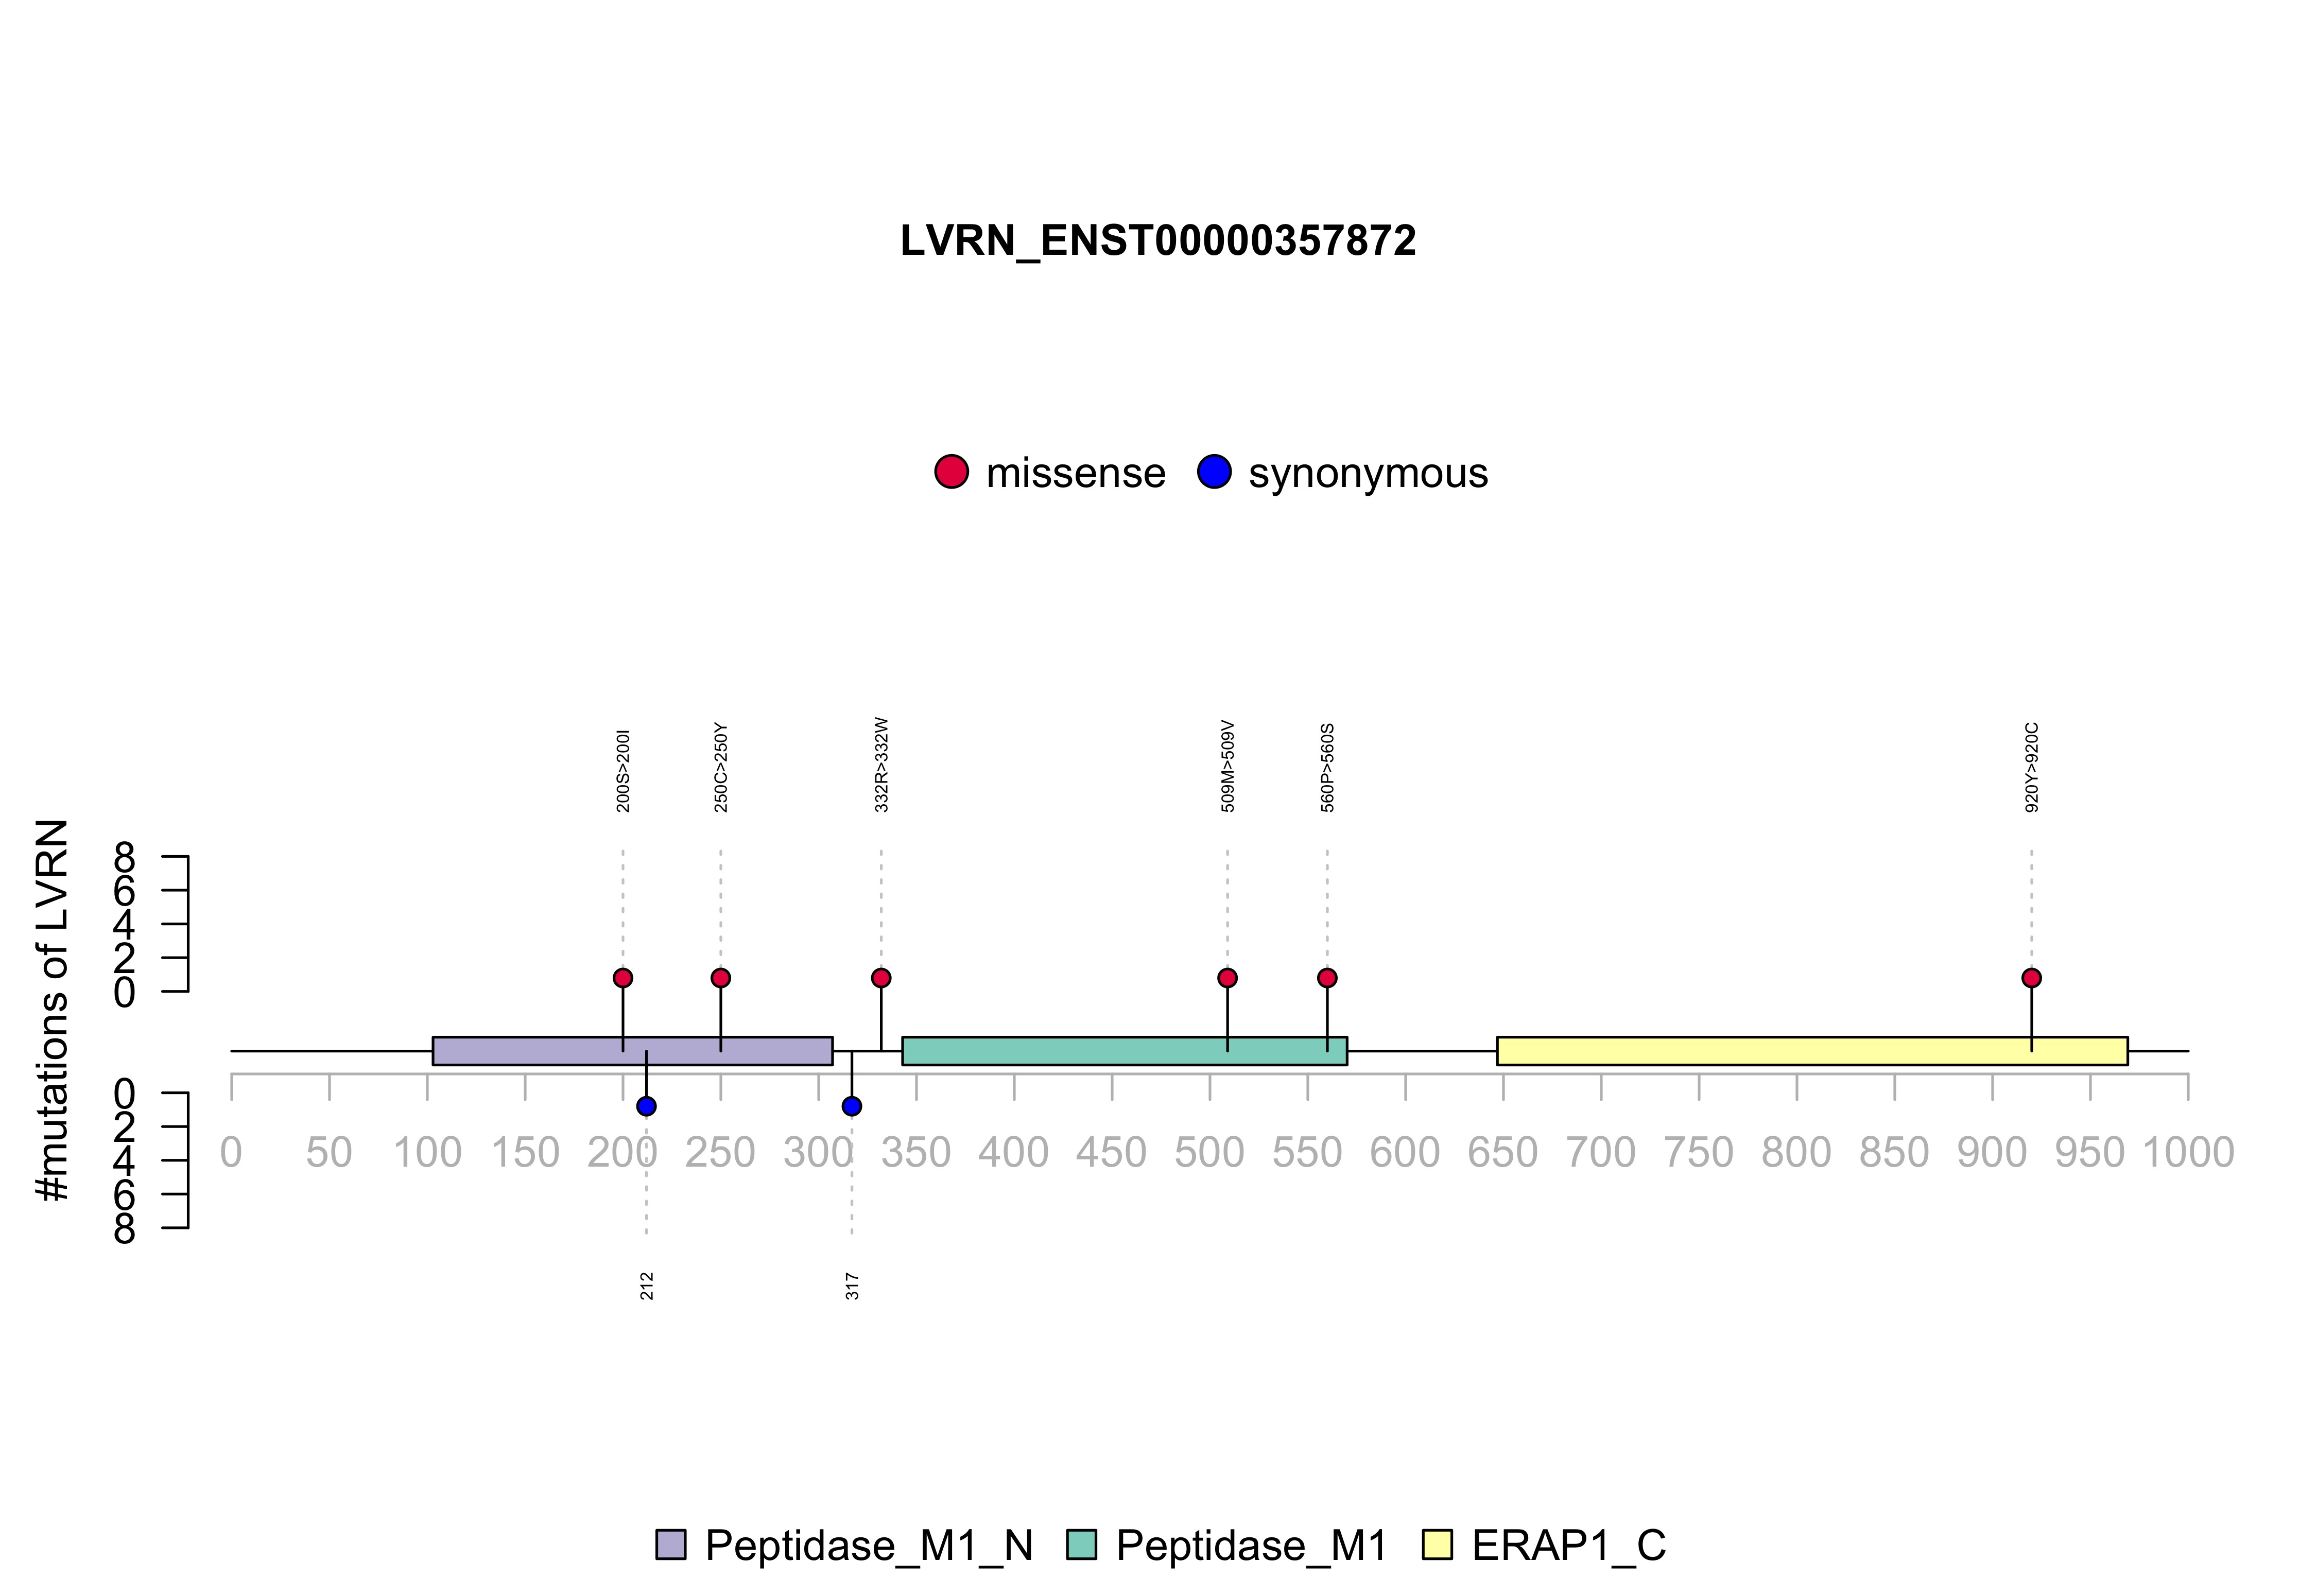 LVRN_ENST00000357872
missense synonymous
200S>200I 250C>250Y 332R>332W 509M>509V 560P>560S 920Y>920C
#mutations of LVRN
8
6
4
2
0
0
2
4
6
8
0 50 100 150 200 250 300 350 400 450 500 550 600 650 700 750 800 850 900 950 1000
212 317
Peptidase_M1_N Peptidase_M1 ERAP1_C